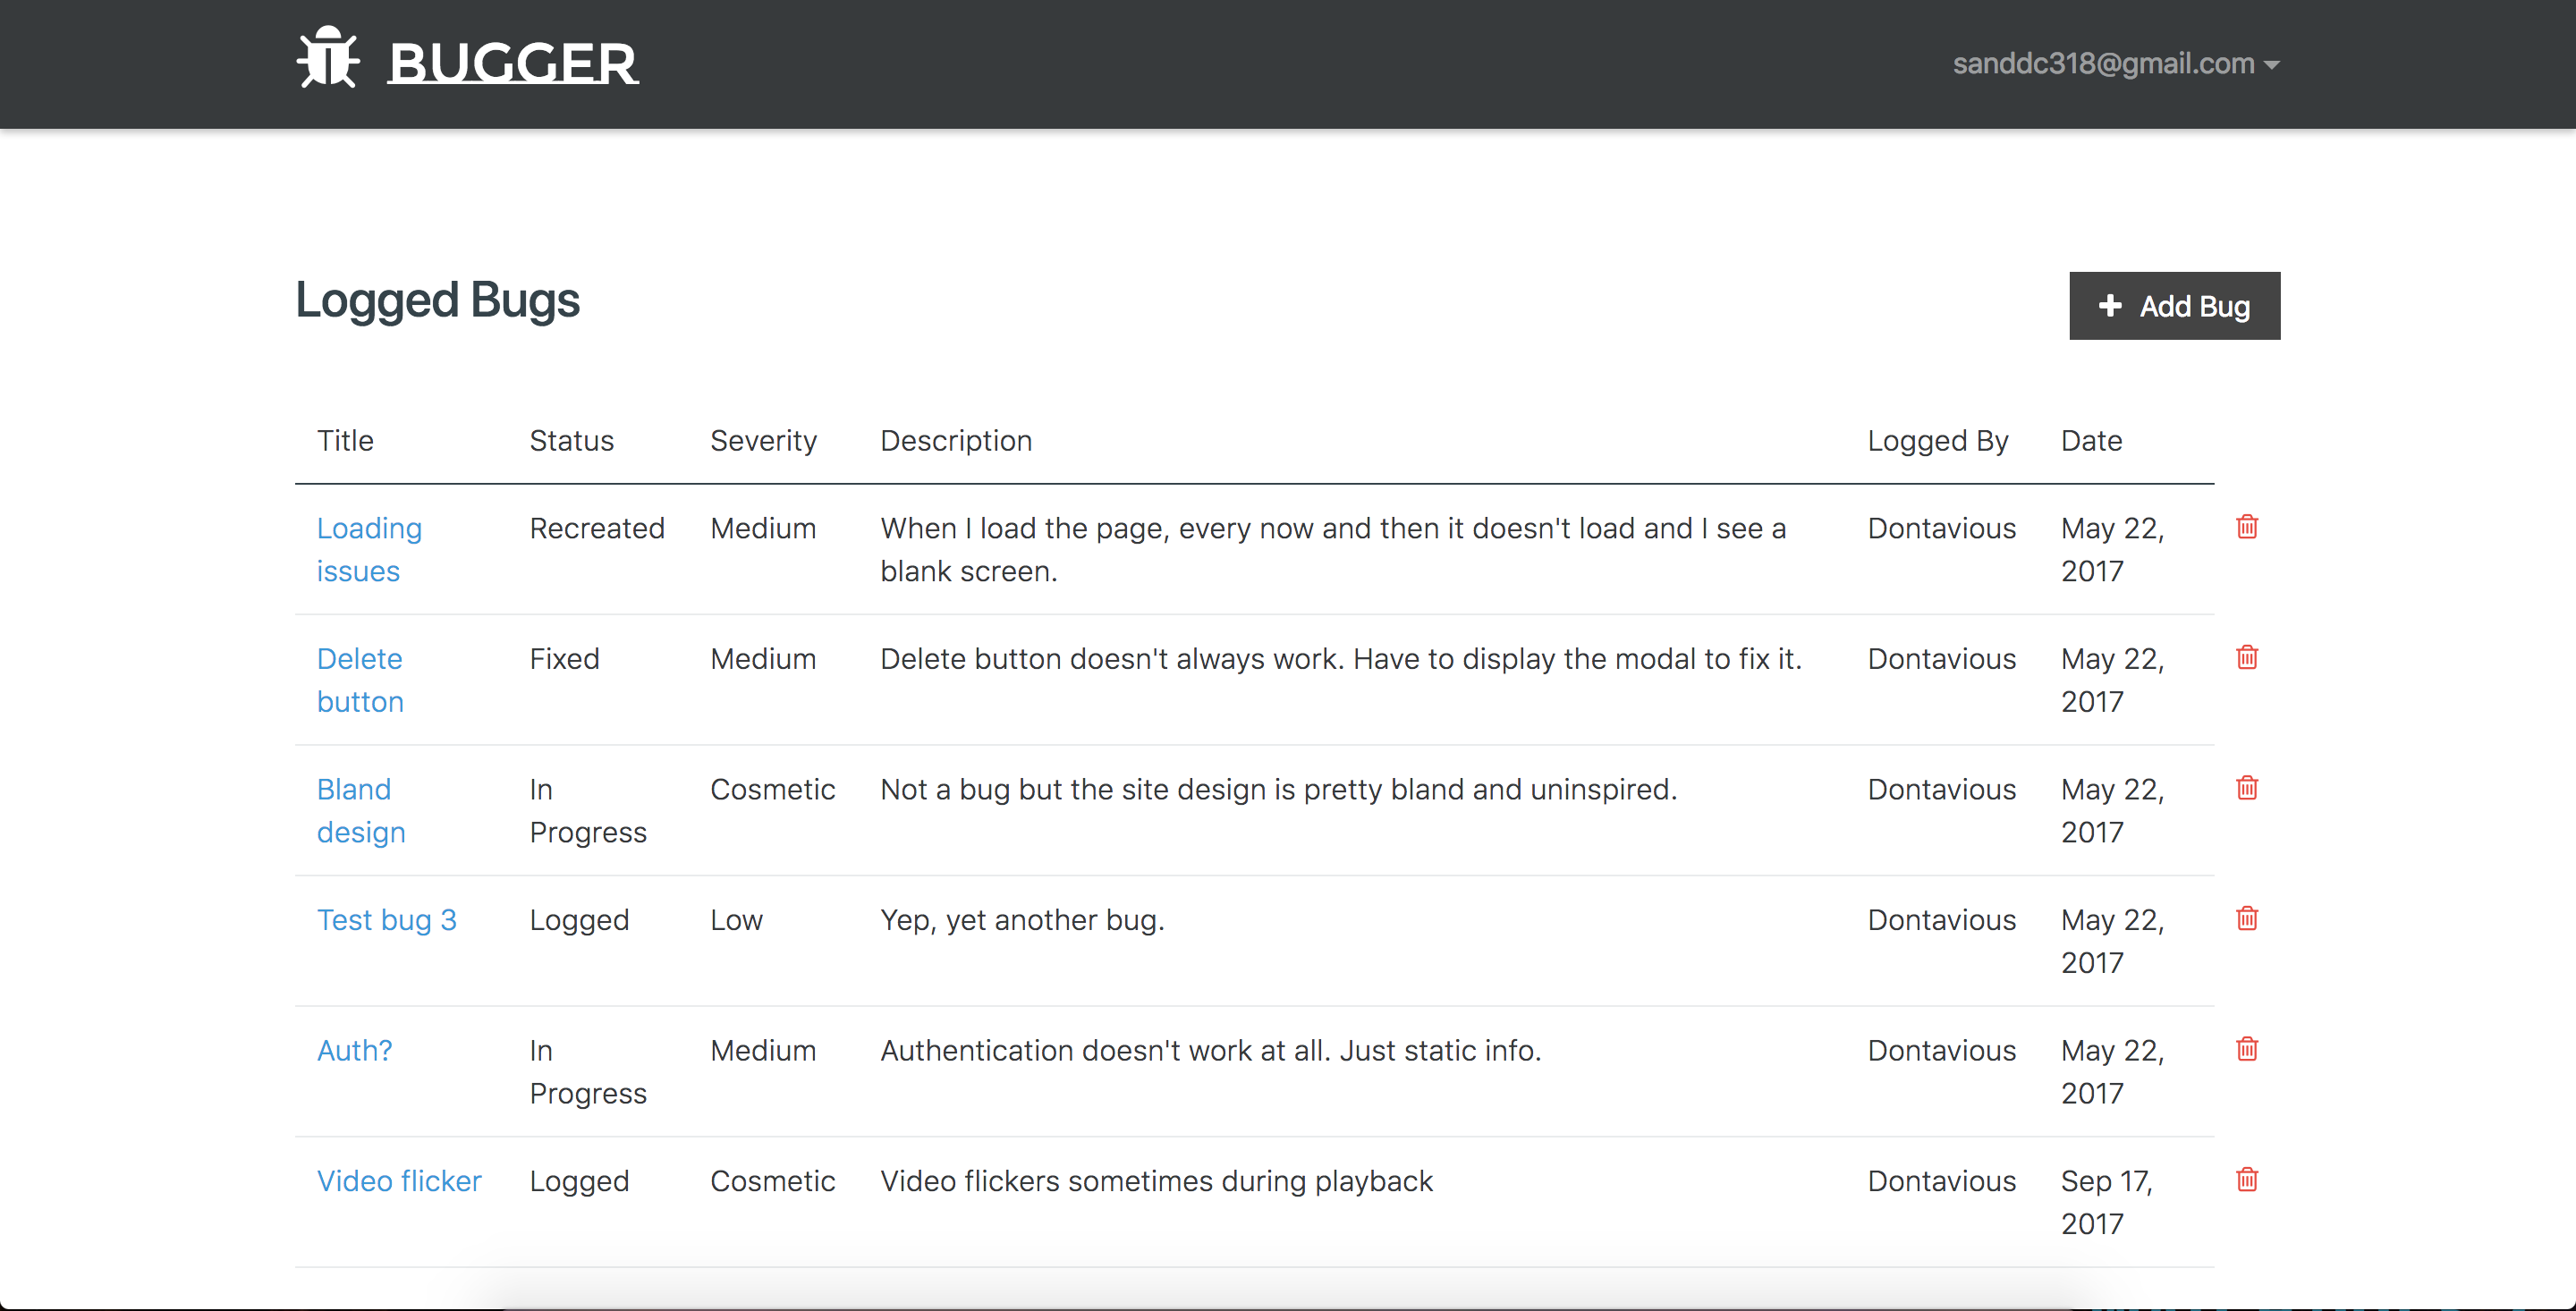 BUGGER
sanddc318@gmail.com
Logged Bugs
Add Bug
Title Status Severity Description Logged By Date
Loading issues Recreated Medium When I load the page, every now and then it doesn't load and I see a blank screen. Dontavious May 22, 2017
Delete button Fixed Medium Delete button doesn't always work. Have to display the modal to fix it. Dontavious May 22, 2017
Bland design In Progress Cosmetic Not a bug but the site design is pretty bland and uninspired. Dontavious May 22, 2017
Test bug 3 Logged Low Yep, yet another bug. Dontavious May 22, 2017
Auth? In Progress Medium Authentication doesn't work at all. Just static info. Dontavious May 22, 2017
Video flicker Logged Cosmetic Video flickers sometimes during playback Dontavious Sep 17, 2017